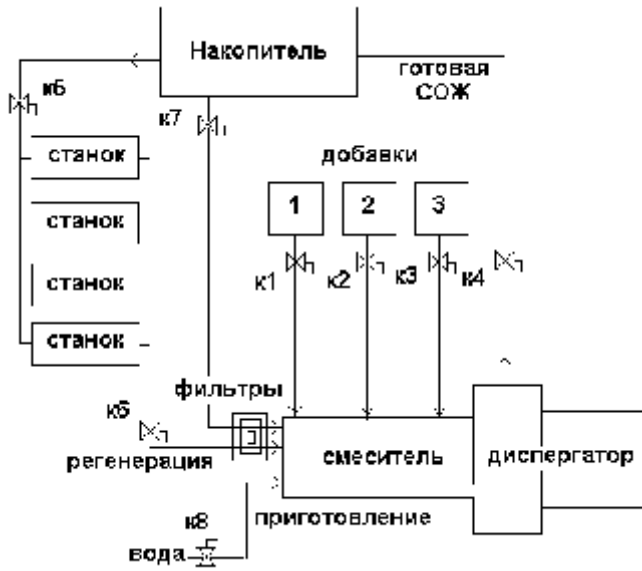 Накопитель
готовая
СОЖ
к6
к7
добавки
станок
1
2
3
станок
к1
к2
к3
к4
станок
станок
фильтры
к5
регенерация
смеситель
диспергатор
к8
приготовление
вода